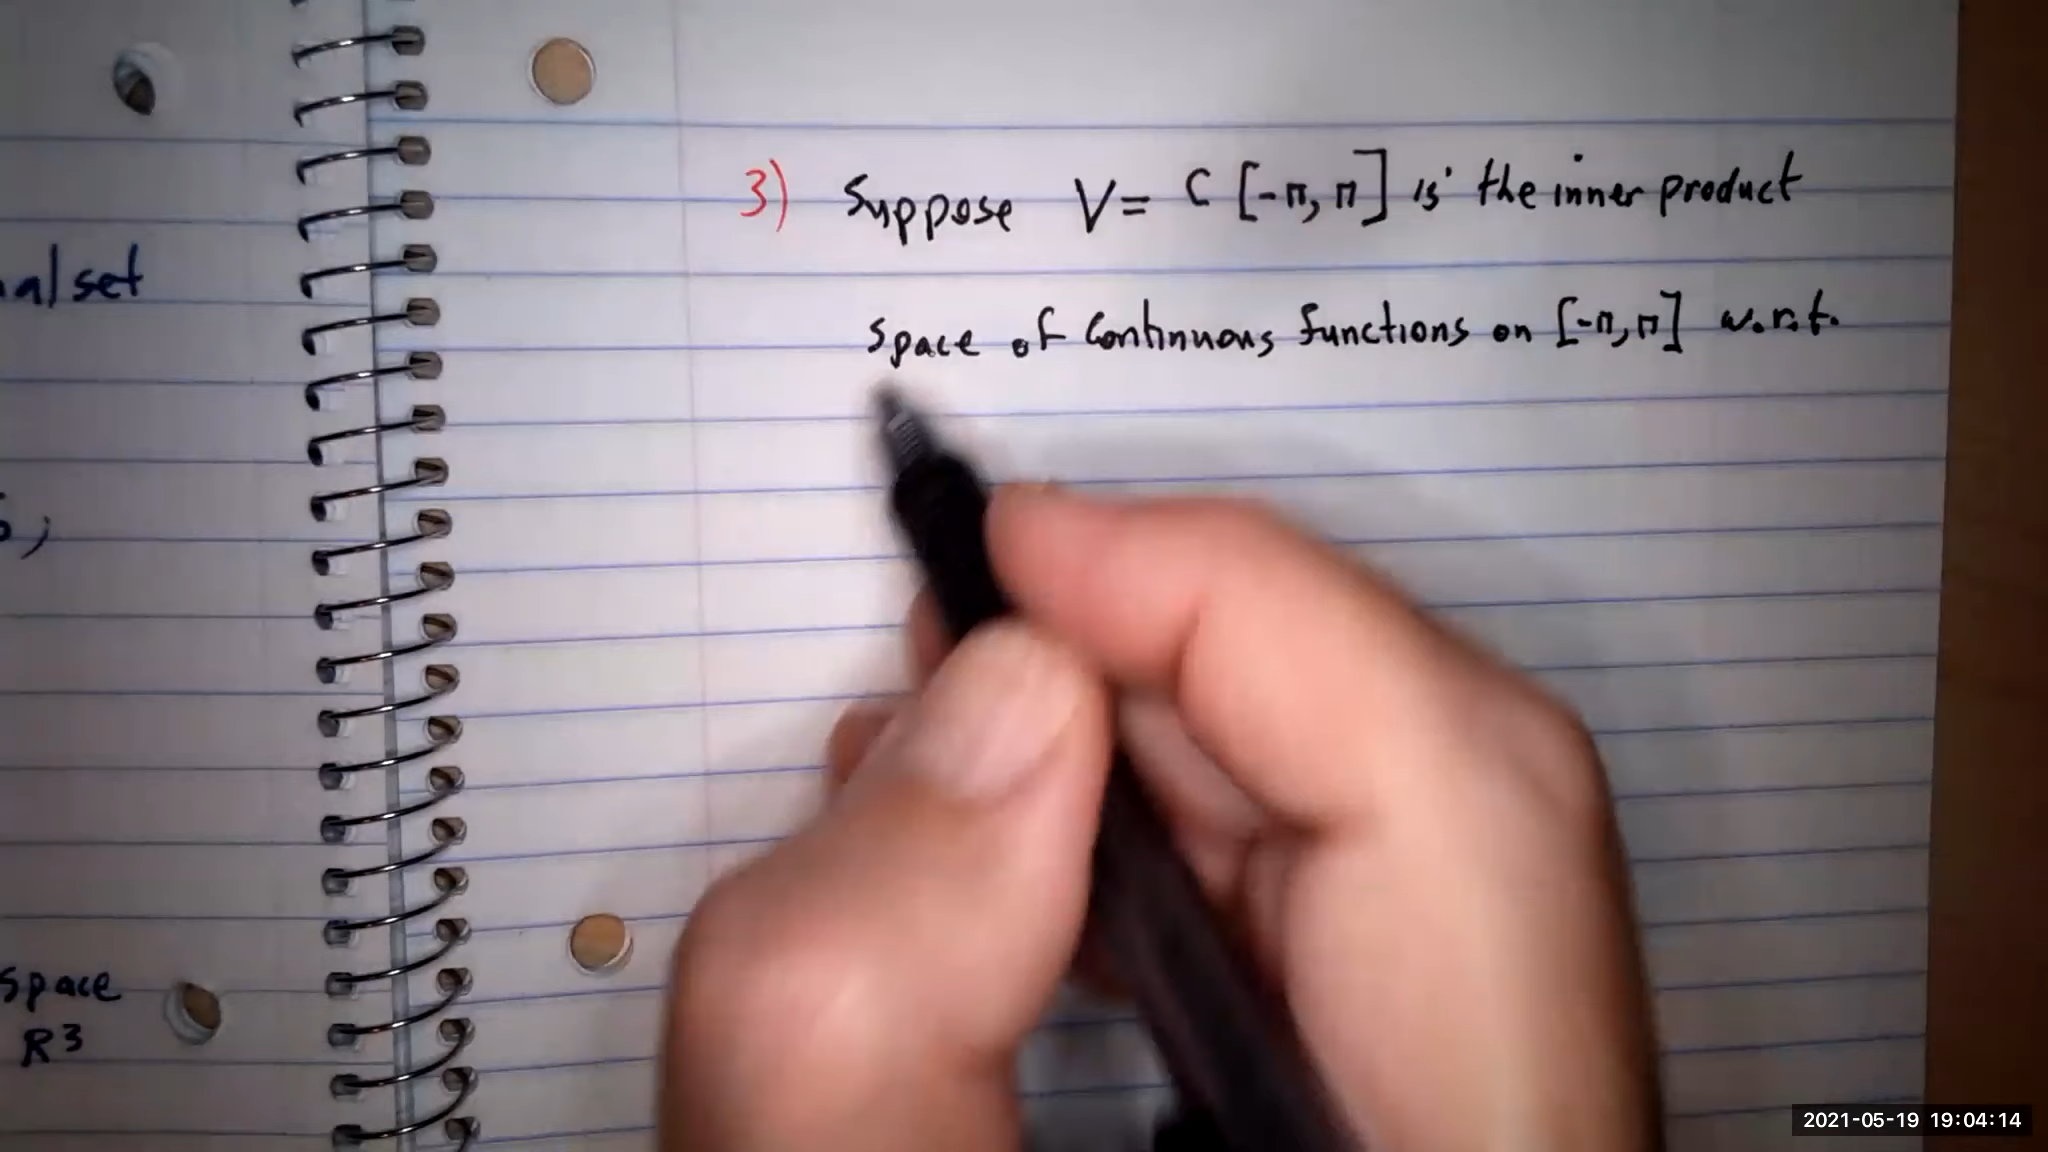 al set
,
space
R3
3) Suppose V= C [-π, π] is the inner product
space of Continuous functions on [-π, π] w.r.t.
2021-05-19 19:04:14